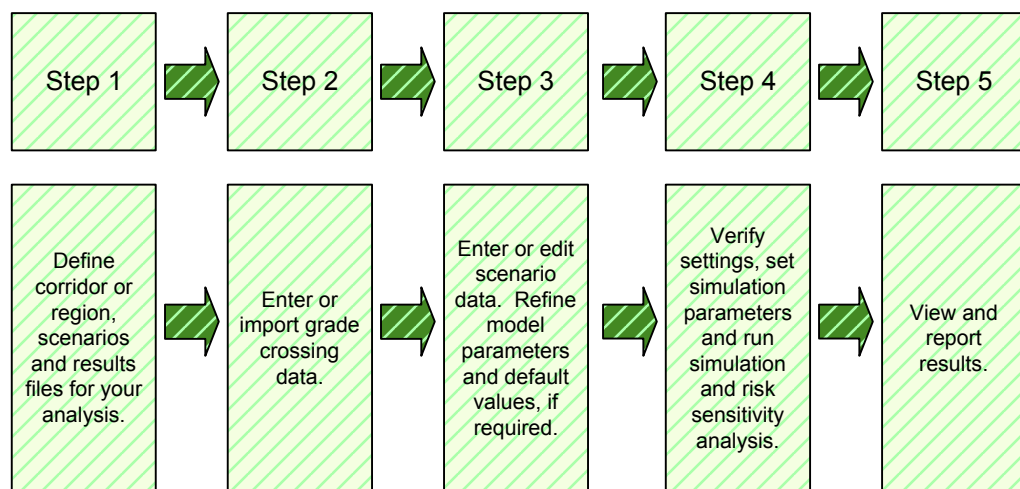 Step 1
Step 2
Step 3
Step 4
Step 5
Define
corridor or
region,
scenarios
and results
files for your
analysis.
Enter or
import grade
crossing
data.
Enter or edit
scenario
data.  Refine
model
parameters
and default
values, if
required.
Verify
settings, set
simulation
parameters
and run
simulation
and risk
sensitivity
analysis.
View and
report
results.